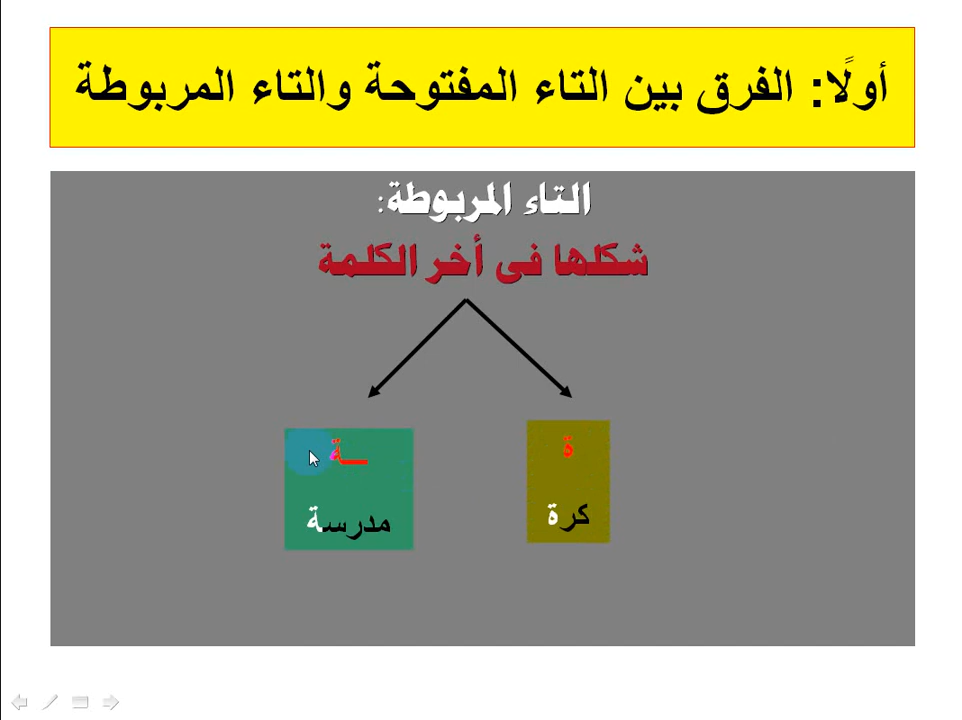 أولًا: الفرق بين التاء المفتوحة والتاء المربوطة
التاء المربوطة:
شكلها فى أخر الكلمة
ة
كرة
ـــة
مدرسة